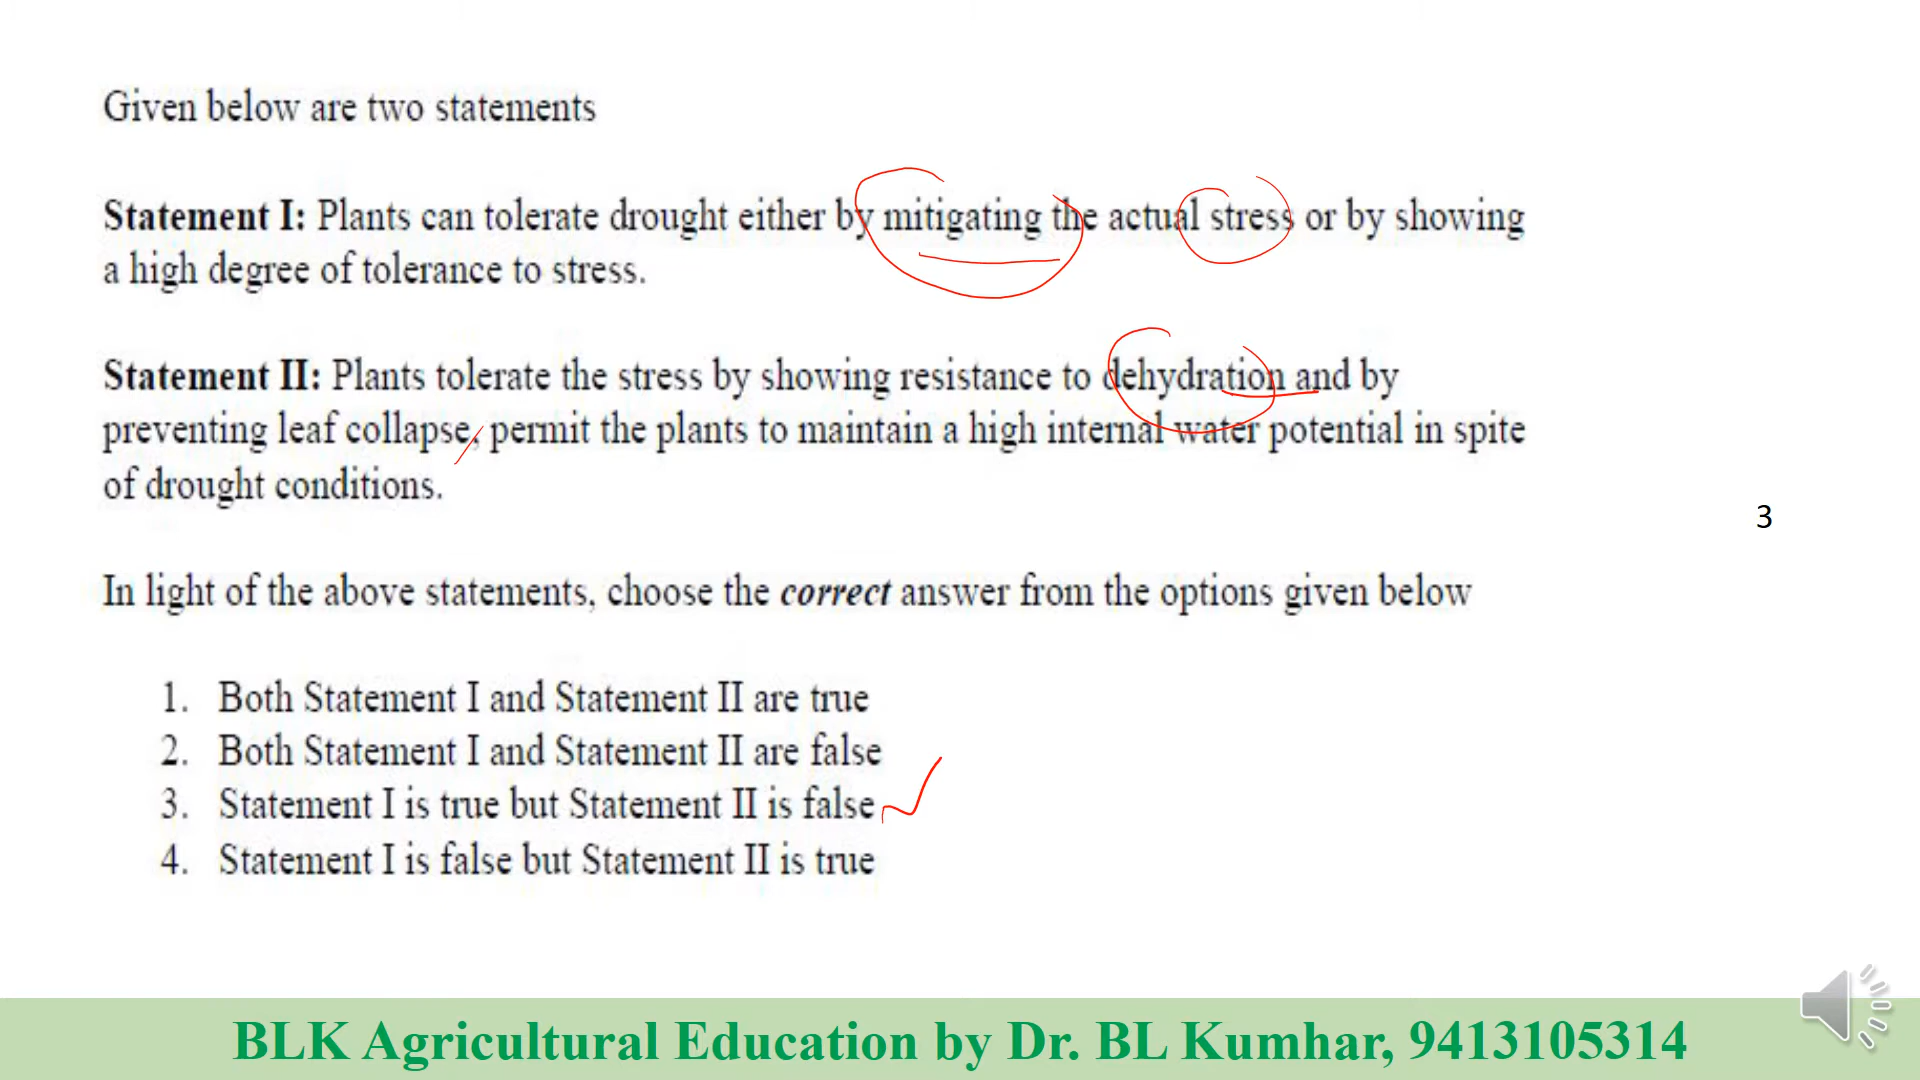 Given below are two statements
Statement I: Plants can tolerate drought either by mitigating the actual stress or by showing
a high degree of tolerance to stress.
Statement II: Plants tolerate the stress by showing resistance to dehydration and by
preventing leaf collapse, permit the plants to maintain a high internal water potential in spite
of drought conditions.
3
In light of the above statements, choose the correct answer from the options given below
1. Both Statement I and Statement II are true
2. Both Statement I and Statement II are false
3. Statement I is true but Statement II is false
4. Statement I is false but Statement II is true
BLK Agricultural Education by Dr. BL Kumhar, 9413105314